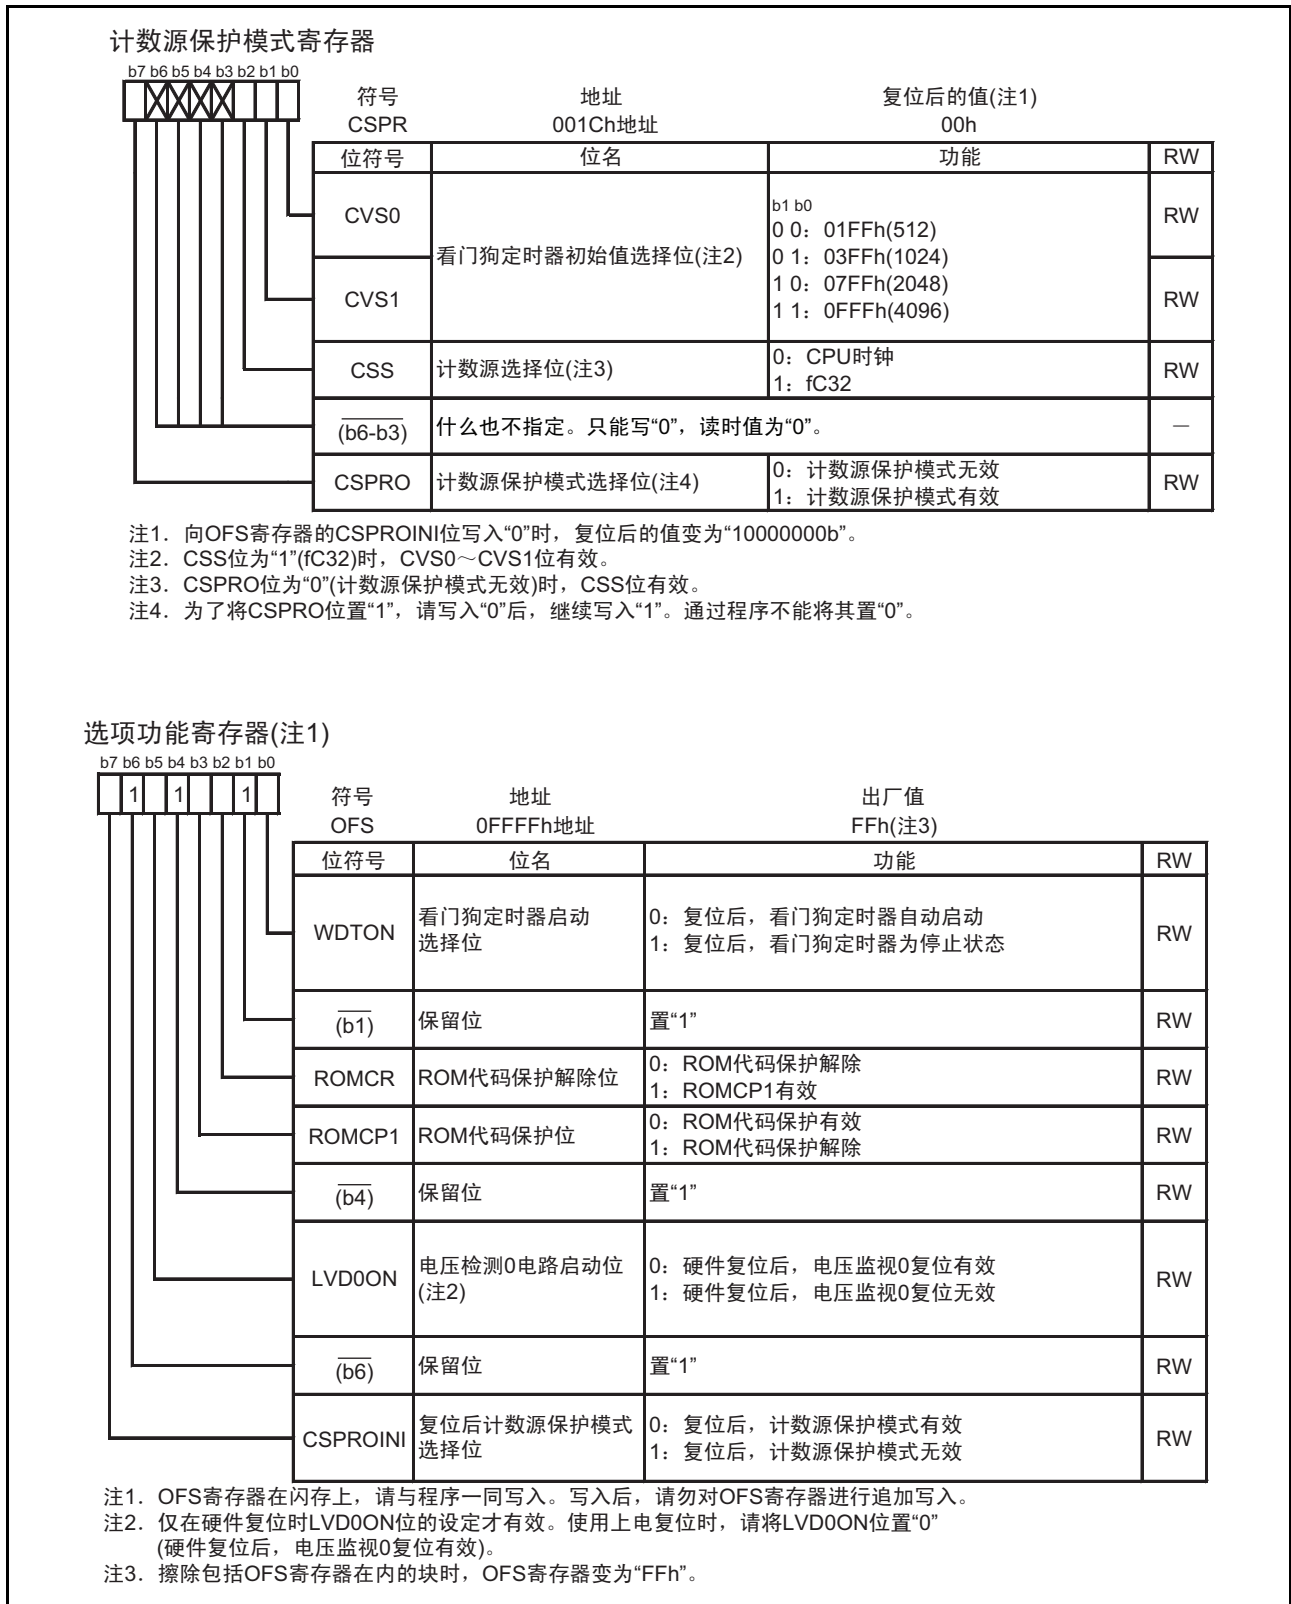 计数源保护模式寄存器
b7 b6 b5 b4 b3 b2 b1 b0
符号 地址 复位后的值(注1)
CSPR 001Ch地址 00h
位符号 位名 功能 RW
CVS0 看门狗定时器初始值选择位(注2) RW
b1 b0
0 0：01FFh(512)
0 1：03FFh(1024)
1 0：07FFh(2048)
1 1：0FFFh(4096)
CVS1 RW
CSS 计数源选择位(注3) RW
0：CPU时钟
1：fC32
(b6-b3) 什么也不指定。只能写“0”，读时值为“0”。 —
CSPRO 计数源保护模式选择位(注4) RW
0：计数源保护模式无效
1：计数源保护模式有效
注1．向OFS寄存器的CSPROINI位写入“0”时，复位后的值变为“10000000b”。
注2．CSS位为“1”(fC32)时，CVS0～CVS1位有效。
注3．CSPRO位为“0”(计数源保护模式无效)时，CSS位有效。
注4．为了将CSPRO位置“1”，请写入“0”后，继续写入“1”。通过程序不能将其置“0”。
选项功能寄存器(注1)
b7 b6 b5 b4 b3 b2 b1 b0
1 1 1
符号 地址 出厂值
OFS 0FFFFh地址 FFh(注3)
位符号 位名 功能 RW
WDTON 看门狗定时器启动 RW
选择位
0：复位后，看门狗定时器自动启动
1：复位后，看门狗定时器为停止状态
(b1) 保留位 置“1” RW
ROMCR ROM代码保护解除位 RW
0：ROM代码保护解除
1：ROMCP1有效
ROMCP1 ROM代码保护位 RW
0：ROM代码保护有效
1：ROM代码保护解除
(b4) 保留位 置“1” RW
LVD0ON 电压检测0电路启动位 RW
(注2)
0：硬件复位后，电压监视0复位有效
1：硬件复位后，电压监视0复位无效
(b6) 保留位 置“1” RW
CSPROINI 复位后计数源保护模式 RW
选择位
0：复位后，计数源保护模式有效
1：复位后，计数源保护模式无效
注1．OFS寄存器在闪存上，请与程序一同写入。写入后，请勿对OFS寄存器进行追加写入。
注2．仅在硬件复位时LVD0ON位的设定才有效。使用上电复位时，请将LVD0ON位置“0”
(硬件复位后，电压监视0复位有效)。
注3．擦除包括OFS寄存器在内的块时，OFS寄存器变为“FFh”。